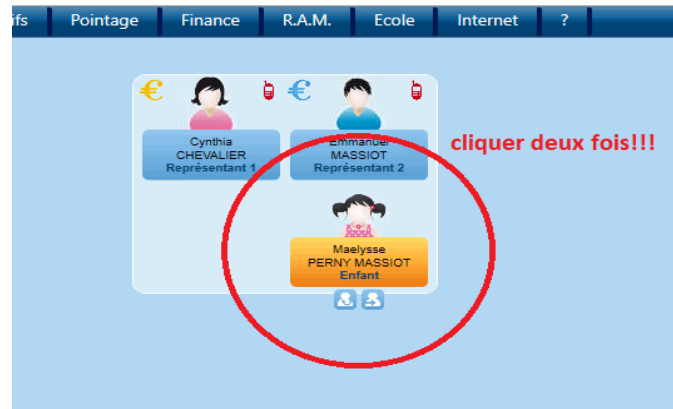 ifs Pointage Finance R.A.M. Ecole Internet ?
€ €
Cynthia
CHEVALIER
Représentant 1
Emmanuel
MASSIOT
Représentant 2
cliquer deux fois!!!
Maelysse
PERNY MASSIOT
Enfant